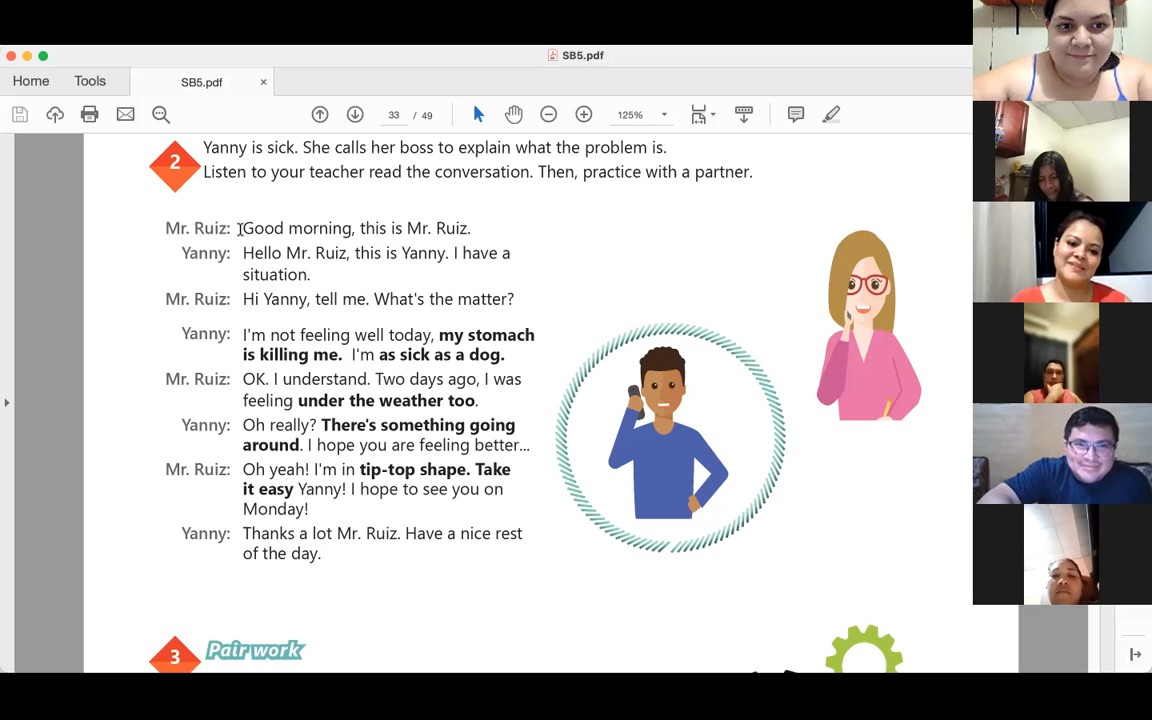 SB5.pdf
Home Tools SB5.pdf ×
33 / 49 125%
2
Yanny is sick. She calls her boss to explain what the problem is.
Listen to your teacher read the conversation. Then, practice with a partner.
Mr. Ruiz: Good morning, this is Mr. Ruiz.
Yanny: Hello Mr. Ruiz, this is Yanny. I have a
situation.
Mr. Ruiz: Hi Yanny, tell me. What's the matter?
Yanny: I'm not feeling well today, my stomach
is killing me. I'm as sick as a dog.
Mr. Ruiz: OK. I understand. Two days ago, I was
feeling under the weather too.
Yanny: Oh really? There's something going
around. I hope you are feeling better...
Mr. Ruiz: Oh yeah! I'm in tip-top shape. Take
it easy Yanny! I hope to see you on
Monday!
Yanny: Thanks a lot Mr. Ruiz. Have a nice rest
of the day.
3 Pair work